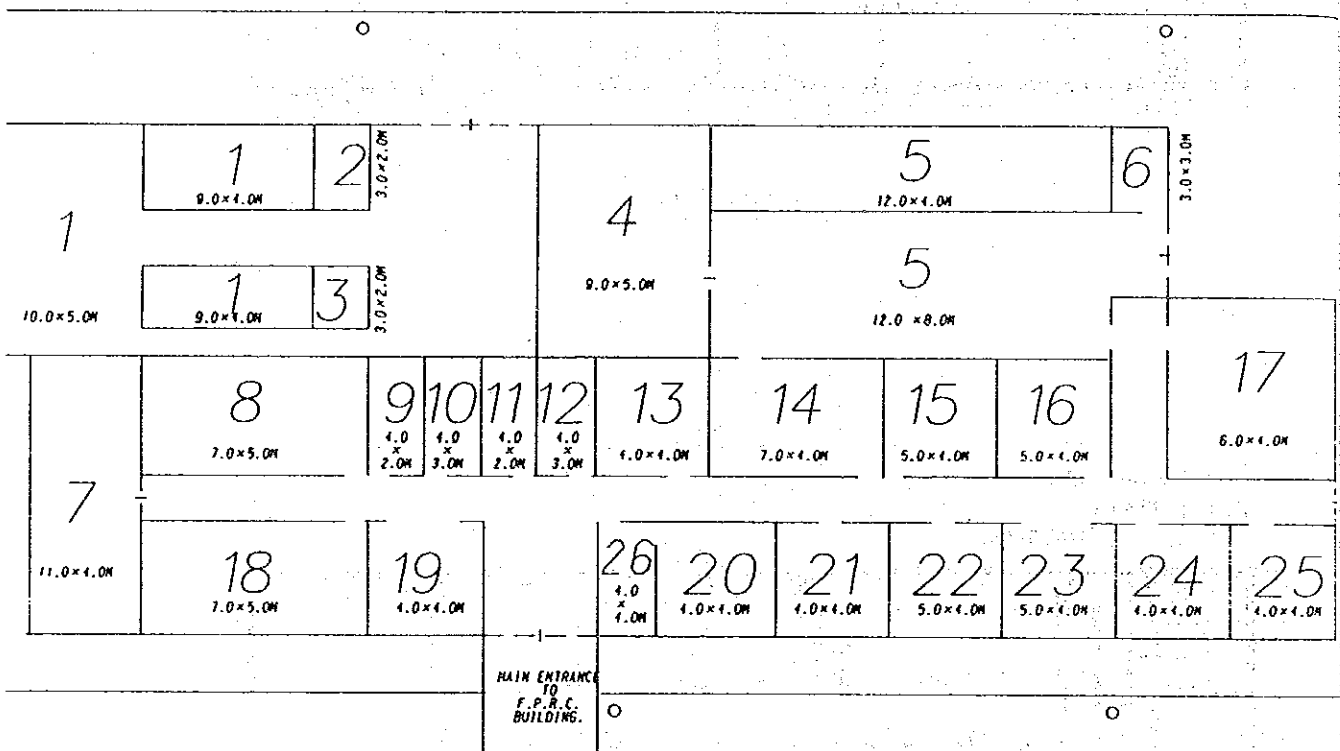 1
9.0×4.0M
2
3.0×2.0M
1
10.0×5.0M
1
9.0×4.0M
3
3.0×2.0M
4
9.0×5.0M
5
12.0×4.0M
6
3.0×3.0M
5
12.0 ×8.0M
7
11.0×4.0M
8
7.0×5.0M
9
4.0
×
2.0M
10
4.0
×
3.0M
11
4.0
×
2.0M
12
4.0
×
3.0M
13
4.0×4.0M
14
7.0×4.0M
15
5.0×4.0M
16
5.0×4.0M
17
6.0×4.0M
18
7.0×5.0M
19
4.0×4.0M
26
4.0
×
4.0M
20
4.0×4.0M
21
4.0×4.0M
22
5.0×4.0M
23
5.0×4.0M
24
4.0×4.0M
25
4.0×4.0M
MAIN ENTRANCE
TO
F.P.R.C.
BUILDING.